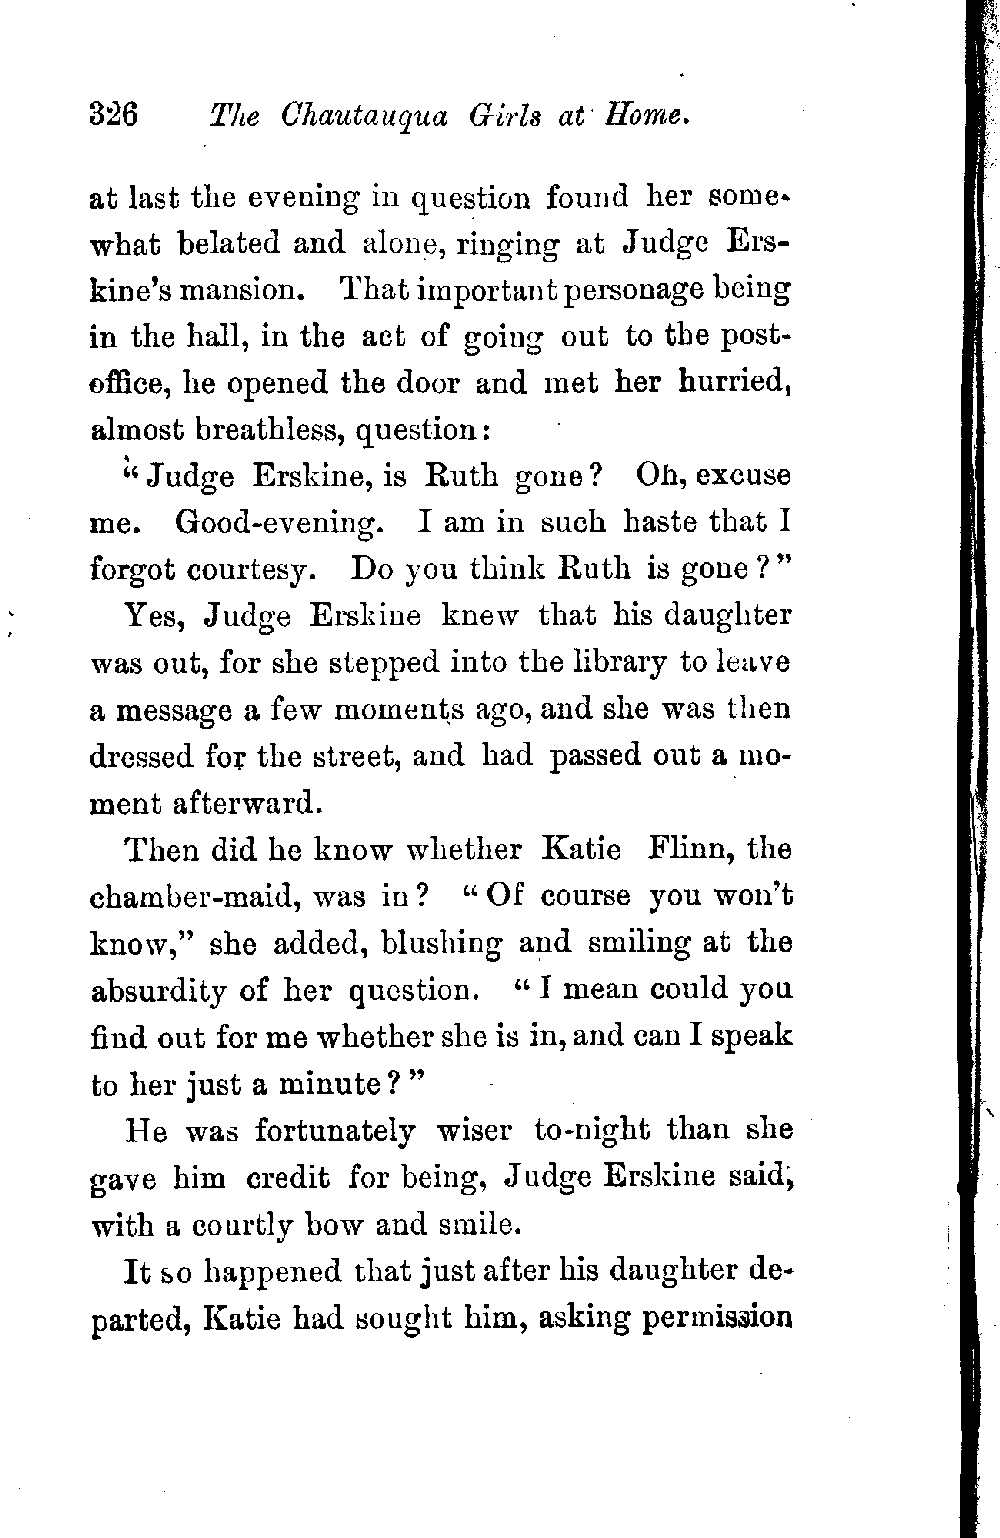 326 The Chautauqua Girls at Home.
at last the evening in question found her some-
what belated and alone, ringing at Judge Ers-
kine's mansion. That important personage being
in the hall, in the act of going out to the post-
office, he opened the door and met her hurried,
almost breathless, question:
"Judge Erskine, is Ruth gone? Oh, excuse
me. Good-evening. I am in such haste that I
forgot courtesy. Do you think Ruth is gone?"
Yes, Judge Erskine knew that his daughter
was out, for she stepped into the library to leave
a message a few moments ago, and she was then
dressed for the street, and had passed out a mo-
ment afterward.
Then did he know whether Katie Flinn, the
chamber-maid, was in? "Of course you won't
know," she added, blushing and smiling at the
absurdity of her question. "I mean could you
find out for me whether she is in, and can I speak
to her just a minute?"
He was fortunately wiser to-night than she
gave him credit for being, Judge Erskine said,
with a courtly bow and smile.
It so happened that just after his daughter de-
parted, Katie had sought him, asking permission